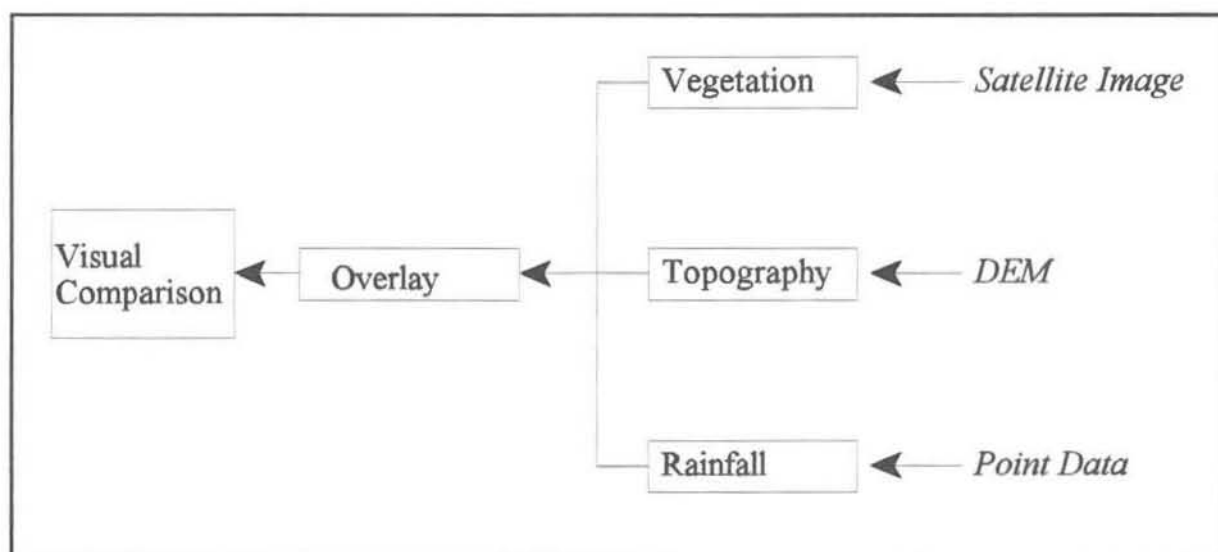 Vegetation
Satellite Image
Visual
Comparison
Overlay
Topography
DEM
Rainfall
Point Data